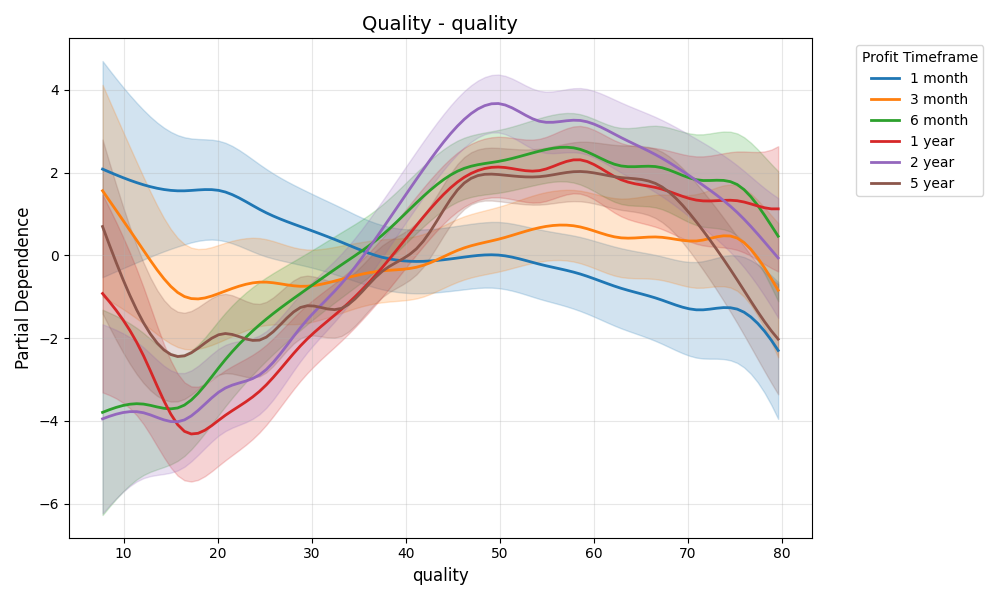 Quality - quality
Profit Timeframe
1 month
3 month
6 month
1 year
2 year
5 year
Partial Dependence
4
2
0
−2
−4
−6
10 20 30 40 50 60 70 80
quality